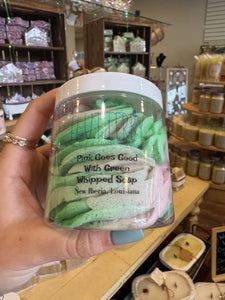 Pink Goes Good
With Green
Whipped Soap
New Iberia, Louisiana